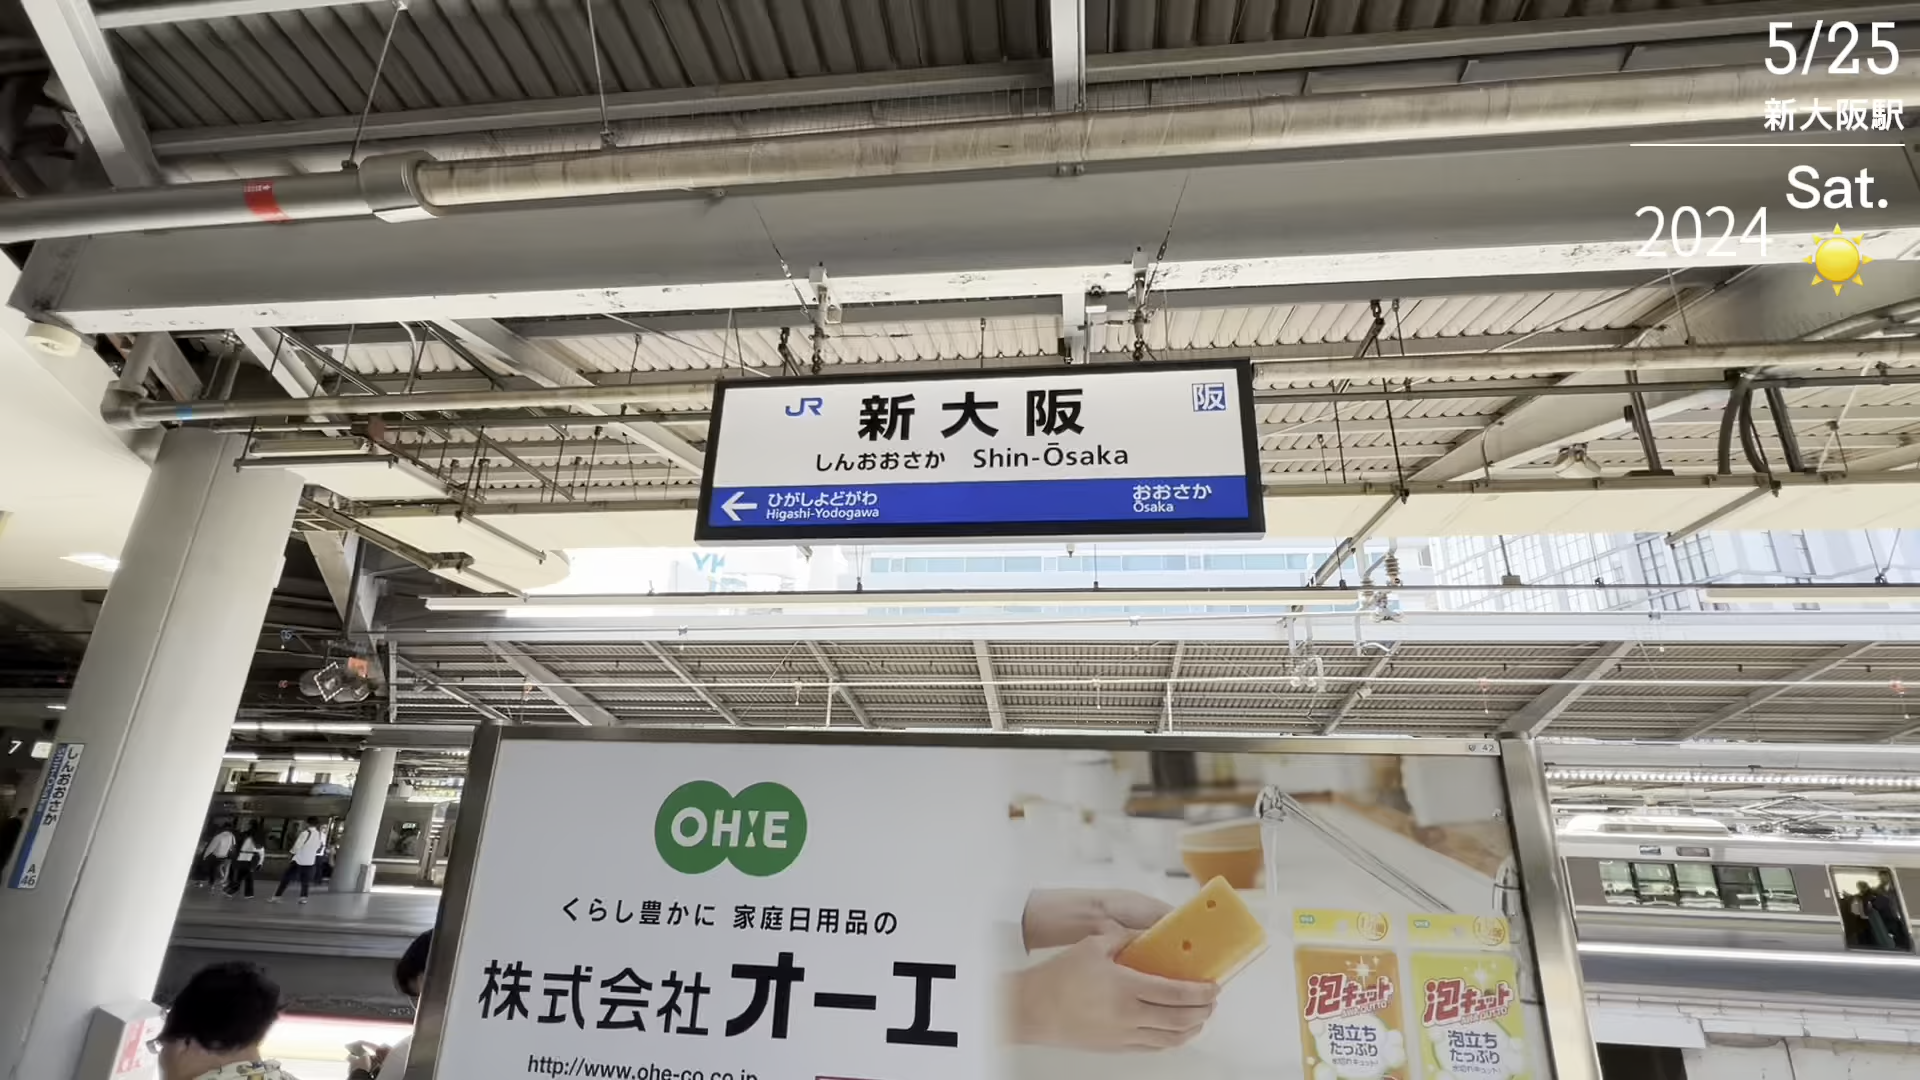 5/25
新大阪駅
Sat.
2024
JR 新大阪 阪
しんおおさか Shin-Ōsaka
ひがしよどがわ おおさか
Higashi-Yodogawa Ōsaka
42
7
しんおおさか
A
46
OHE
くらし豊かに 家庭日用品の
株式会社オーエ
http://www.ohe-co.co.jp
泡キュット
泡立ち
たっぷり
泡キュット
泡立ち
たっぷり